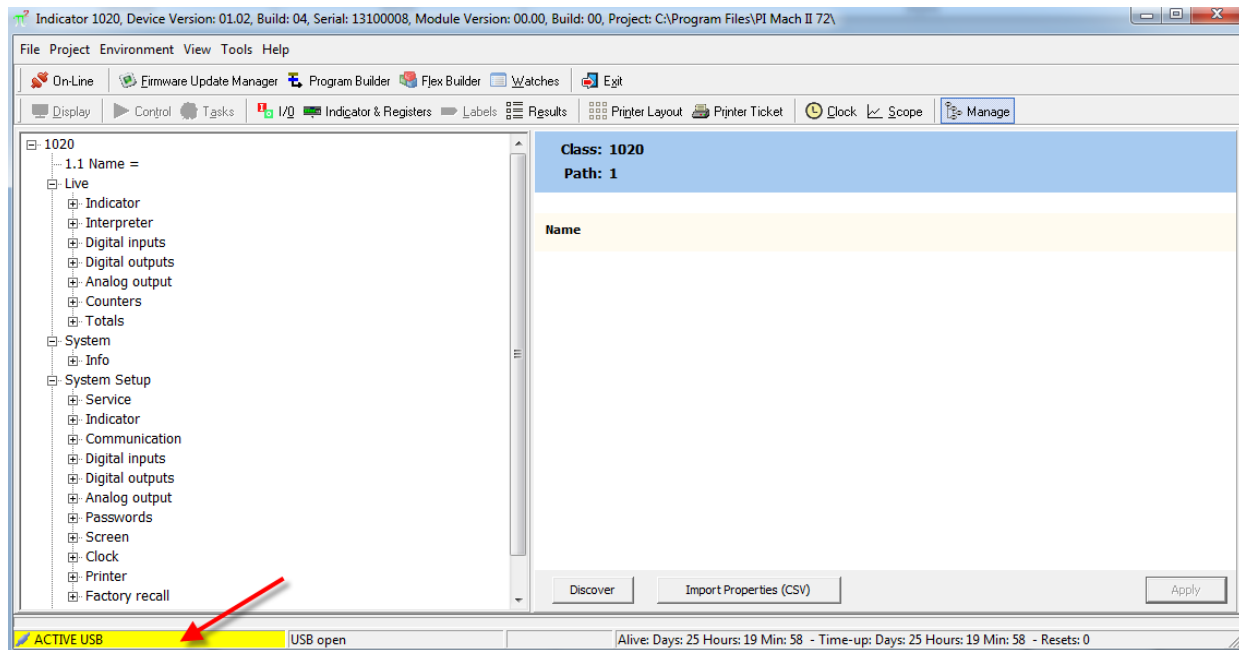 Indicator 1020, Device Version: 01.02, Build: 04, Serial: 13100008, Module Version: 00.00, Build: 00, Project: C:\Program Files\PI Mach II 72\
File Project Environment View Tools Help
On-Line Firmware Update Manager Program Builder Flex Builder Watches Exit
Display Control Tasks I/0 Indicator & Registers Labels Results Printer Layout Printer Ticket Clock Scope Manage
1020
1.1 Name =
Live
Indicator
Interpreter
Digital inputs
Digital outputs
Analog output
Counters
Totals
System
Info
System Setup
Service
Indicator
Communication
Digital inputs
Digital outputs
Analog output
Passwords
Screen
Clock
Printer
Factory recall
Class: 1020
Path: 1
Name
Discover Import Properties (CSV) Apply
ACTIVE USB USB open Alive: Days: 25 Hours: 19 Min: 58 - Time-up: Days: 25 Hours: 19 Min: 58 - Resets: 0